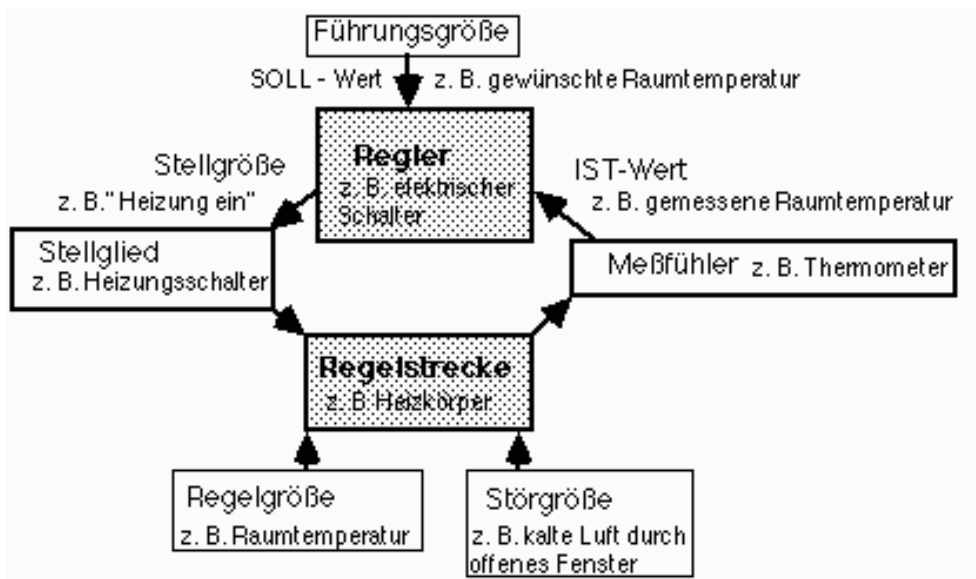 Führungsgröße
SOLL - Wert z. B. gewünschte Raumtemperatur
Regler
z. B. elektrischer
Schalter
Stellgröße
z. B." Heizung ein"
IST-Wert
z. B. gemessene Raumtemperatur
Stellglied
z. B. Heizungsschalter
Meßfühler z. B. Thermometer
Regelstrecke
z. B. Heizkörper
Regelgröße
z. B. Raumtemperatur
Störgröße
z. B. kalte Luft durch
offenes Fenster